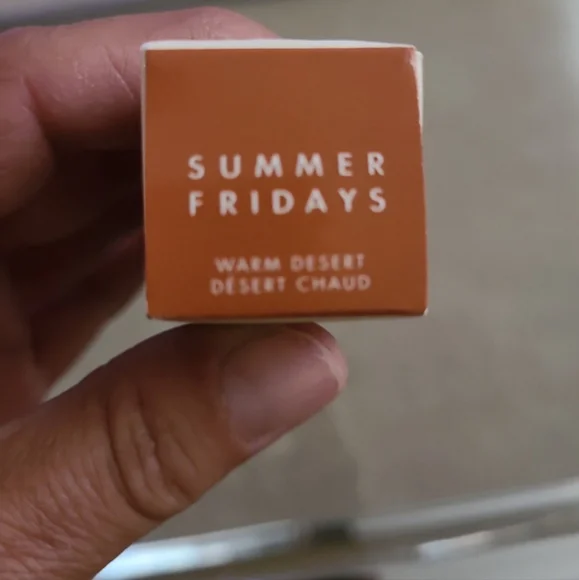 SUMMER
FRIDAYS
WARM DESERT
DÉSERT CHAUD